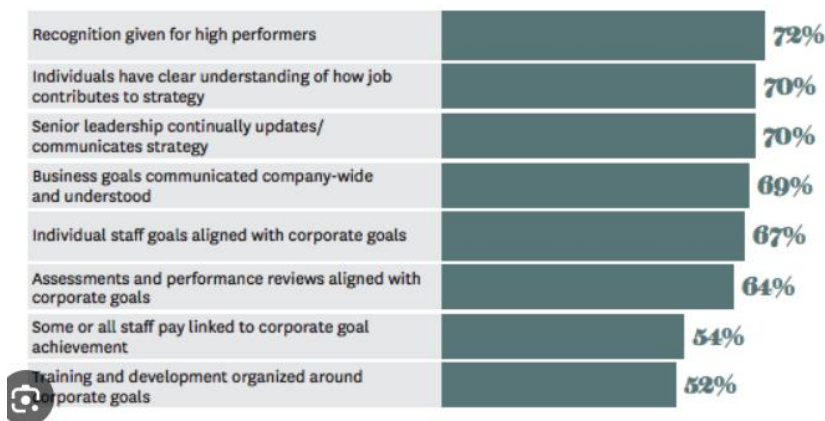 Recognition given for high performers
72%
Individuals have clear understanding of how job
contributes to strategy
70%
Senior leadership continually updates/
communicates strategy
70%
Business goals communicated company-wide
and understood
69%
Individual staff goals aligned with corporate goals
67%
Assessments and performance reviews aligned with
corporate goals
64%
Some or all staff pay linked to corporate goal
achievement
54%
Training and development organized around
corporate goals
52%